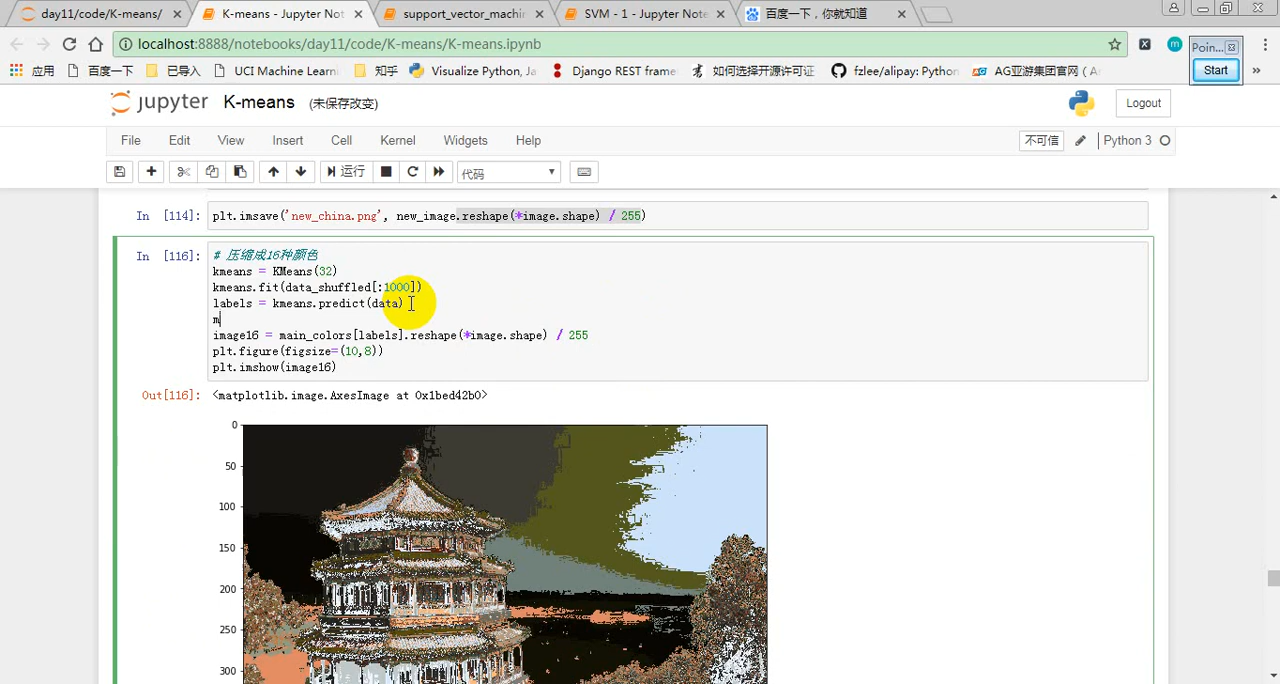 day11/code/K-means/
K-means - Jupyter Not
support_vector_machin
SVM - 1 - Jupyter Note
百度一下，你就知道
localhost:8888/notebooks/day11/code/K-means/K-means.ipynb
应用
百度一下
已导入
UCI Machine Learni
知乎
Visualize Python, Ja
Django REST frame
如何选择开源许可证
fzlee/alipay: Python
AG亚游集团官网（A
Poin...
Start
jupyter
K-means
(未保存改变)
Logout
File
Edit
View
Insert
Cell
Kernel
Widgets
Help
不可信
Python 3
运行
代码
In [114]:
plt.imsave('new_china.png', new_image.reshape(*image.shape) / 255)
In [116]:
# 压缩成16种颜色
kmeans = KMeans(32)
kmeans.fit(data_shuffled[:1000])
labels = kmeans.predict(data)
m
image16 = main_colors[labels].reshape(*image.shape) / 255
plt.figure(figsize=(10,8))
plt.imshow(image16)
Out[116]:
<matplotlib.image.AxesImage at 0x1bed42b0>
0
50
100
150
200
250
300